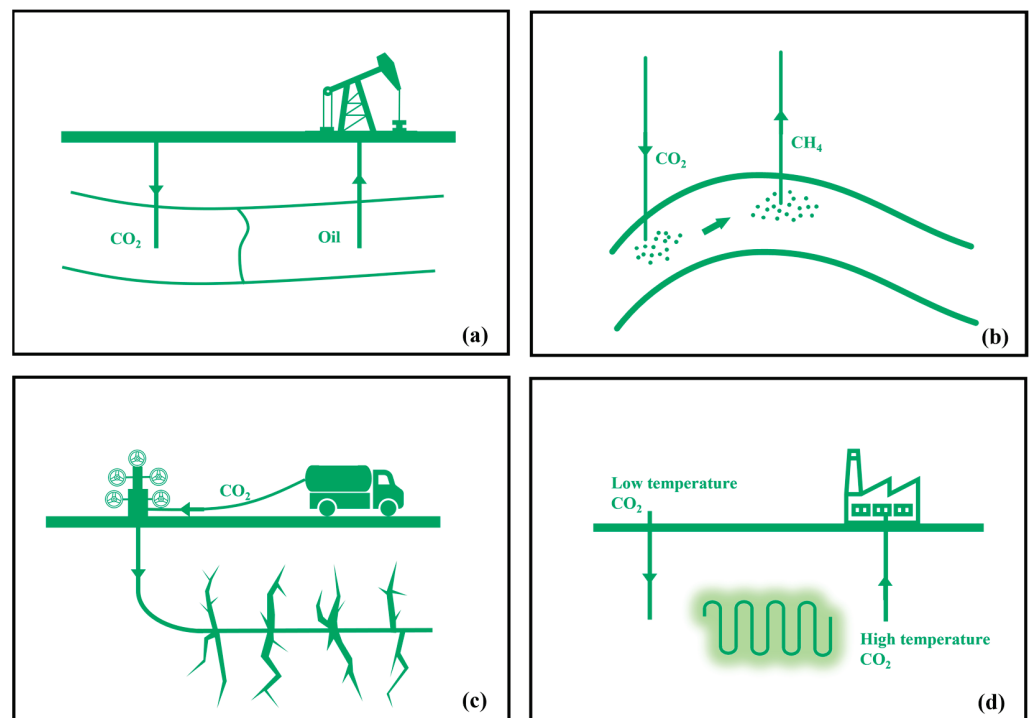 CO₂
Oil
(a)
CO₂
CH₄
(b)
CO₂
(c)
Low temperature
CO₂
High temperature
CO₂
(d)